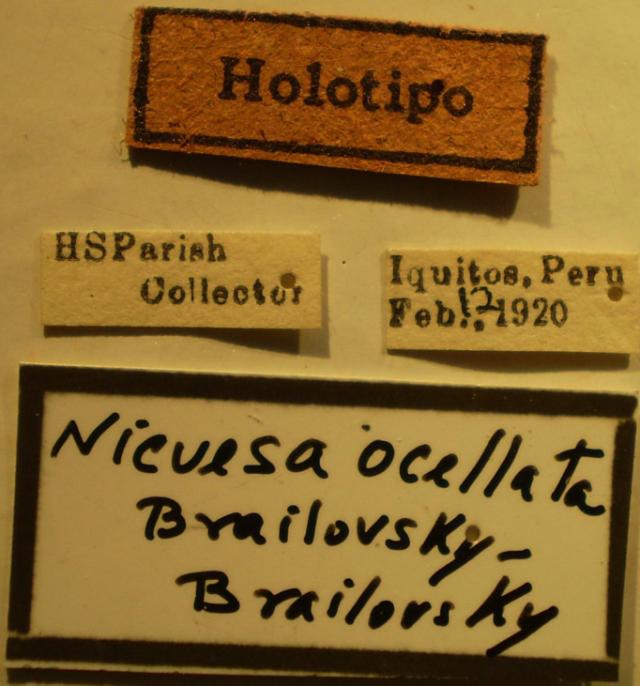 Holotipo
HSParish
Collector
Iquitos, Peru
Feb. 12 1920
Nicuesa ocellata
Brailovsky-
Brailovsky